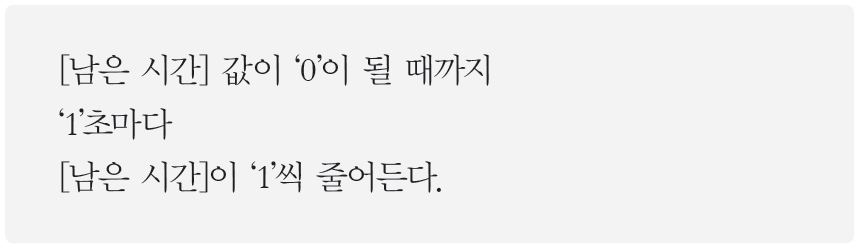 [남은 시간] 값이 ‘0’이 될 때까지
‘1’초마다
[남은 시간]이 ‘1’씩 줄어든다.